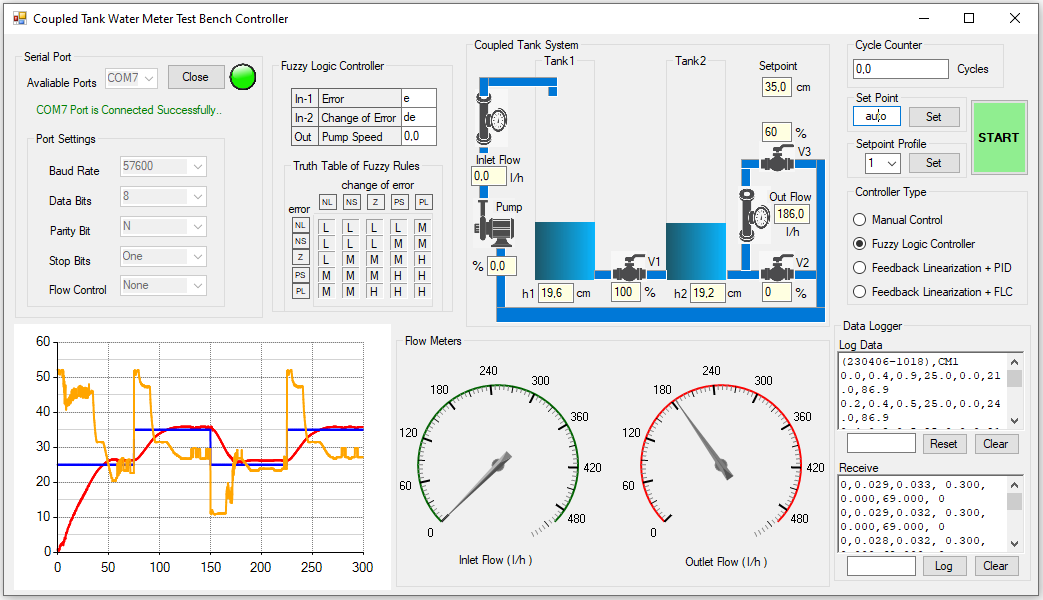 Coupled Tank Water Meter Test Bench Controller
Serial Port
Avaliable Ports COM7 Close
COM7 Port is Connected Successfully..
Port Settings
Baud Rate 57600
Data Bits 8
Parity Bit N
Stop Bits One
Flow Control None
Fuzzy Logic Controller
In-1 Error e
In-2 Change of Error de
Out Pump Speed 0,0
Truth Table of Fuzzy Rules
change of error
error NL NS Z PS PL
NL L L L L M
NS L L L M M
Z L M M M H
PS M M M H H
PL M M H H H
Coupled Tank System
Tank1
Tank2
Setpoint
35,0 cm
60 %
V3
Inlet Flow
0,0 l/h
Pump
% 0,0
Out Flow
186,0
l/h
V1
V2
h1 19,6 cm
100 %
h2 19,2 cm
0 %
Cycle Counter
0,0 Cycles
Set Point
Set
Setpoint Profile
1 Set
START
Controller Type
Manual Control
Fuzzy Logic Controller
Feedback Linearization + PID
Feedback Linearization + FLC
60
50
40
30
20
10
0
0 50 100 150 200 250 300
Flow Meters
0 60 120 180 240 300 360 420 480
Inlet Flow ( l/h )
0 60 120 180 240 300 360 420 480
Outlet Flow ( l/h )
Data Logger
Log Data
(230406-1018),CM1
0.0,0.4,0.9,25.0,0.0,21
.0,86.9
0.2,0.4,0.5,25.0,0.0,24
.0,86.9
Reset Clear
Receive
0,0.029,0.033, 0.300,
0.000,69.000, 0
0,0.029,0.032, 0.300,
0.000,69.000, 0
0,0.028,0.032, 0.300,
Log Clear